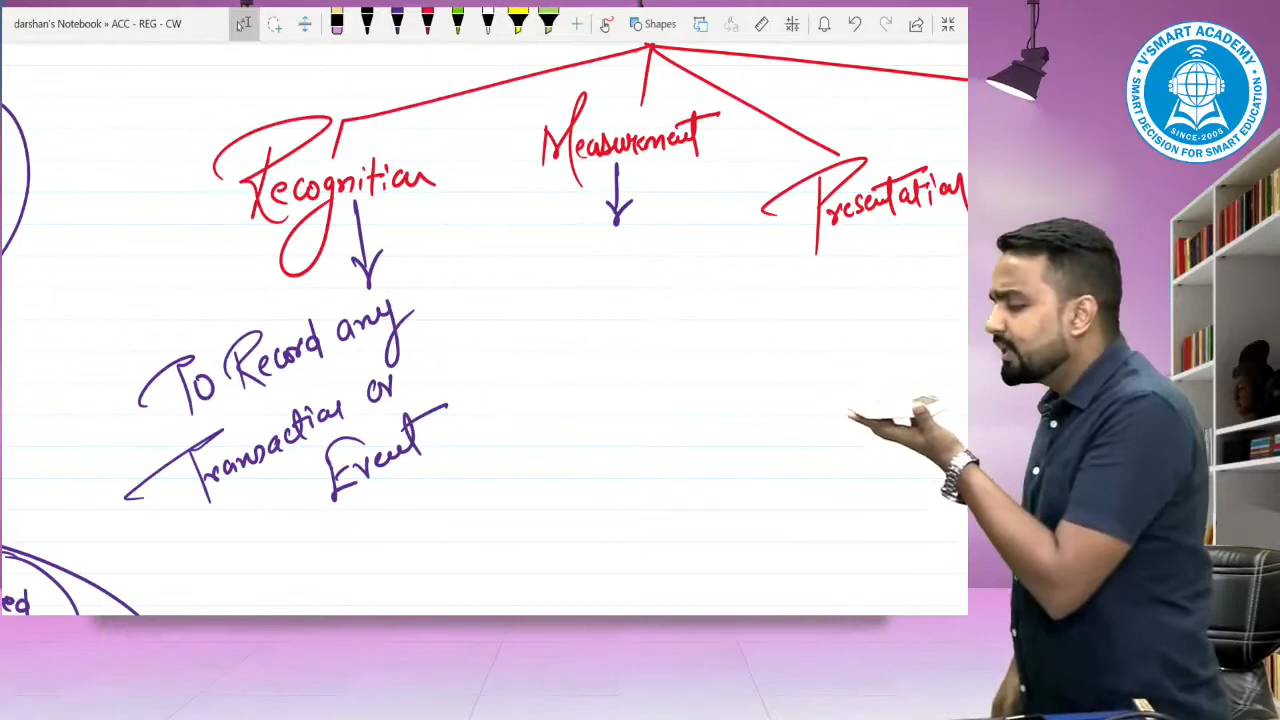 darshan's Notebook » ACC - REG - CW
Shapes
V'SMART ACADEMY
SINCE-2005
SMART DECISION FOR SMART EDUCATION
Recognition
Measurement
Presentation
To Record any
Transaction or
Event
ed